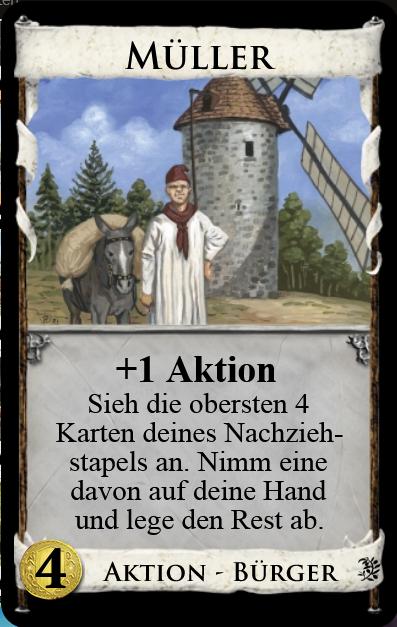 Müller
+1 Aktion
Sieh die obersten 4
Karten deines Nachzieh-
stapels an. Nimm eine
davon auf deine Hand
und lege den Rest ab.
4 Aktion - Bürger